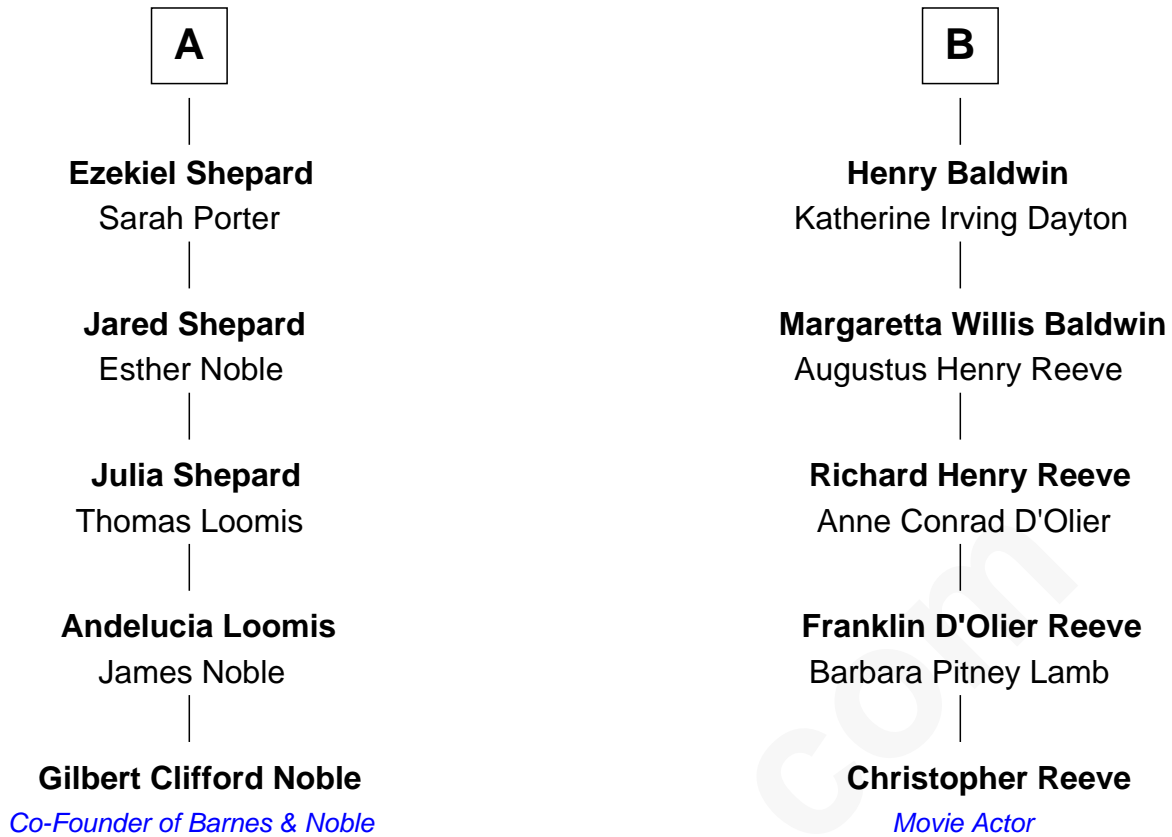 A
Ezekiel Shepard
Sarah Porter
Jared Shepard
Esther Noble
Julia Shepard
Thomas Loomis
Andelucia Loomis
James Noble
Gilbert Clifford Noble
Co-Founder of Barnes & Noble
B
Henry Baldwin
Katherine Irving Dayton
Margaretta Willis Baldwin
Augustus Henry Reeve
Richard Henry Reeve
Anne Conrad D'Olier
Franklin D'Olier Reeve
Barbara Pitney Lamb
Christopher Reeve
Movie Actor
com